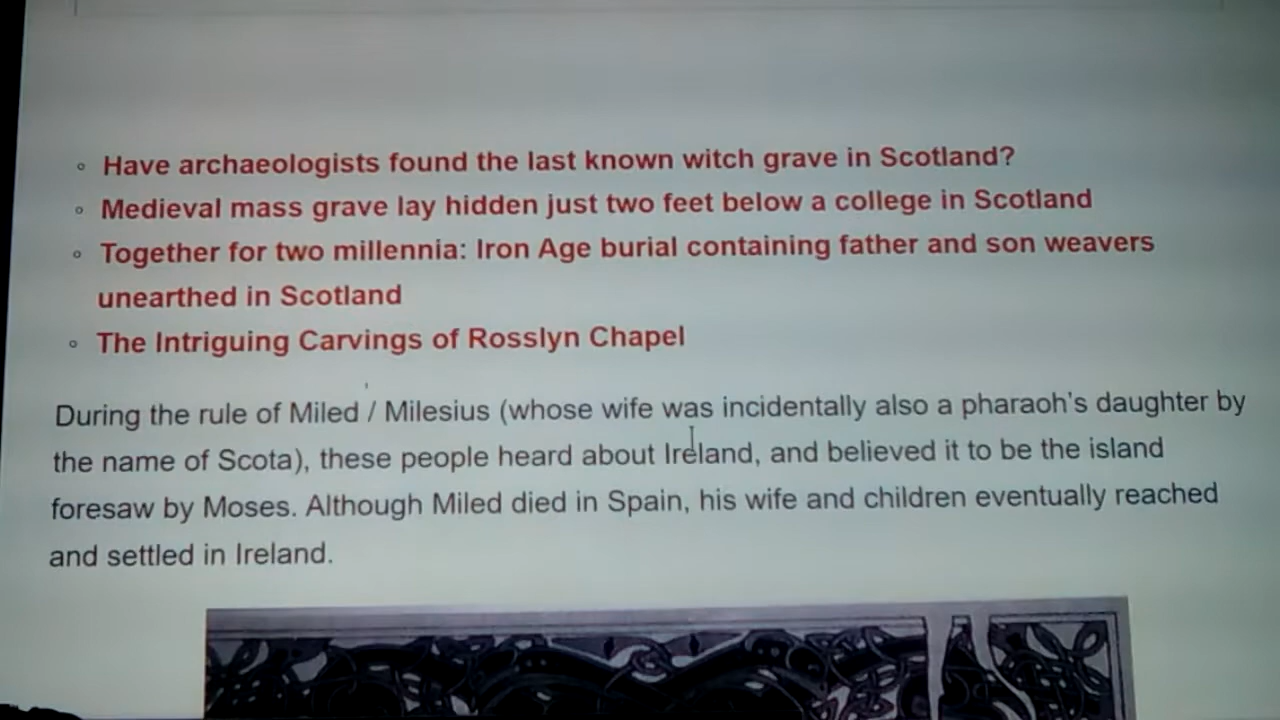 Have archaeologists found the last known witch grave in Scotland?
Medieval mass grave lay hidden just two feet below a college in Scotland
Together for two millennia: Iron Age burial containing father and son weavers
unearthed in Scotland
The Intriguing Carvings of Rosslyn Chapel
During the rule of Miled / Milesius (whose wife was incidentally also a pharaoh's daughter by
the name of Scota), these people heard about Ireland, and believed it to be the island
foresaw by Moses. Although Miled died in Spain, his wife and children eventually reached
and settled in Ireland.